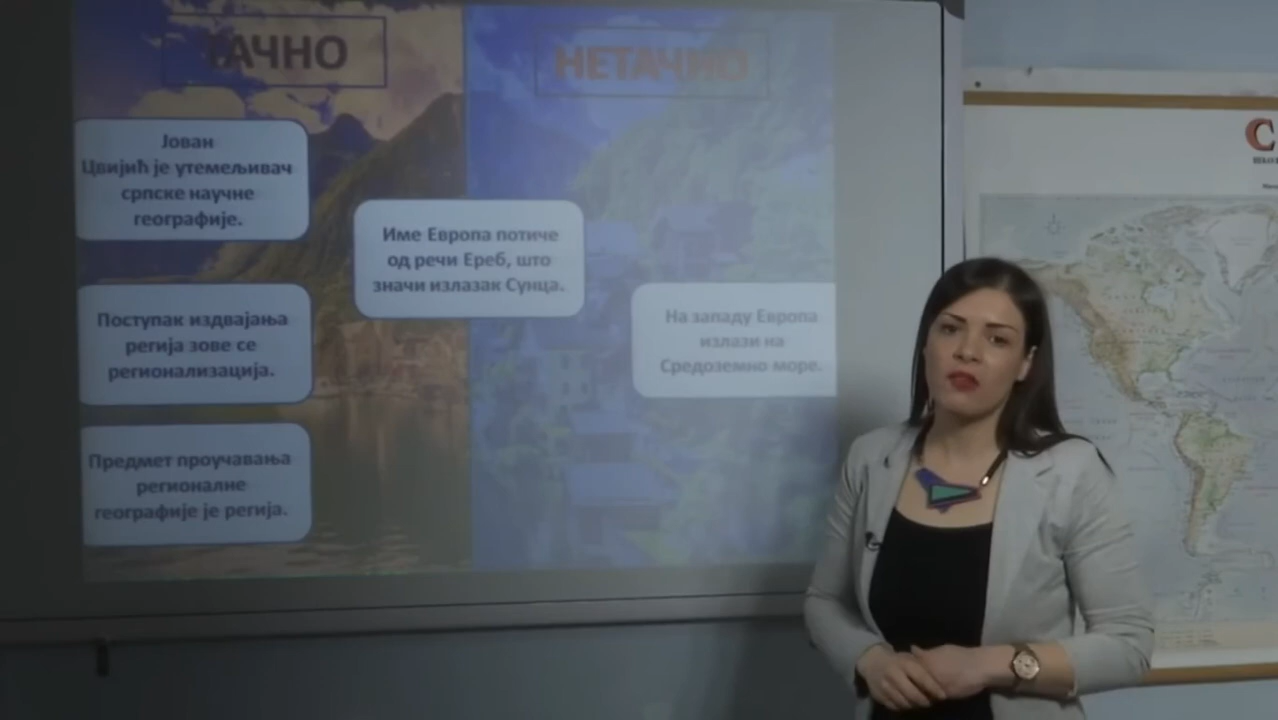 ТАЧНО
НЕТАЧНО
Јован
Цвијић је утемељивач
српске научне
географије.
Име Европа потиче
од речи Ереб, што
значи излазак Сунца.
Поступак издвајања
регија зове се
регионализација.
На западу Европа
излази на
Средоземно море.
Предмет проучавања
регионалне
географије је регија.
С